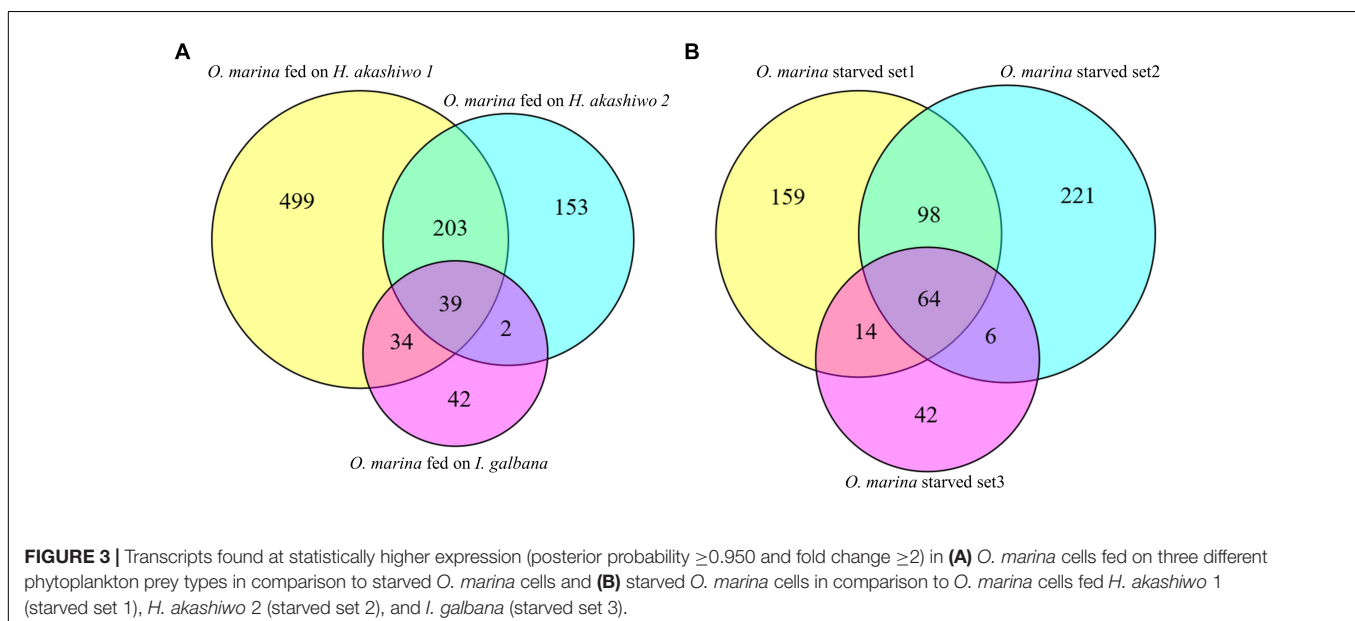 A
B
O. marina fed on H. akashiwo 1
O. marina fed on H. akashiwo 2
O. marina starved set1
O. marina starved set2
499
203
153
39
34
2
42
O. marina fed on I. galbana
159
98
221
64
14
6
42
O. marina starved set3
FIGURE 3 | Transcripts found at statistically higher expression (posterior probability ≥0.950 and fold change ≥2) in (A) O. marina cells fed on three different
phytoplankton prey types in comparison to starved O. marina cells and (B) starved O. marina cells in comparison to O. marina cells fed H. akashiwo 1
(starved set 1), H. akashiwo 2 (starved set 2), and I. galbana (starved set 3).